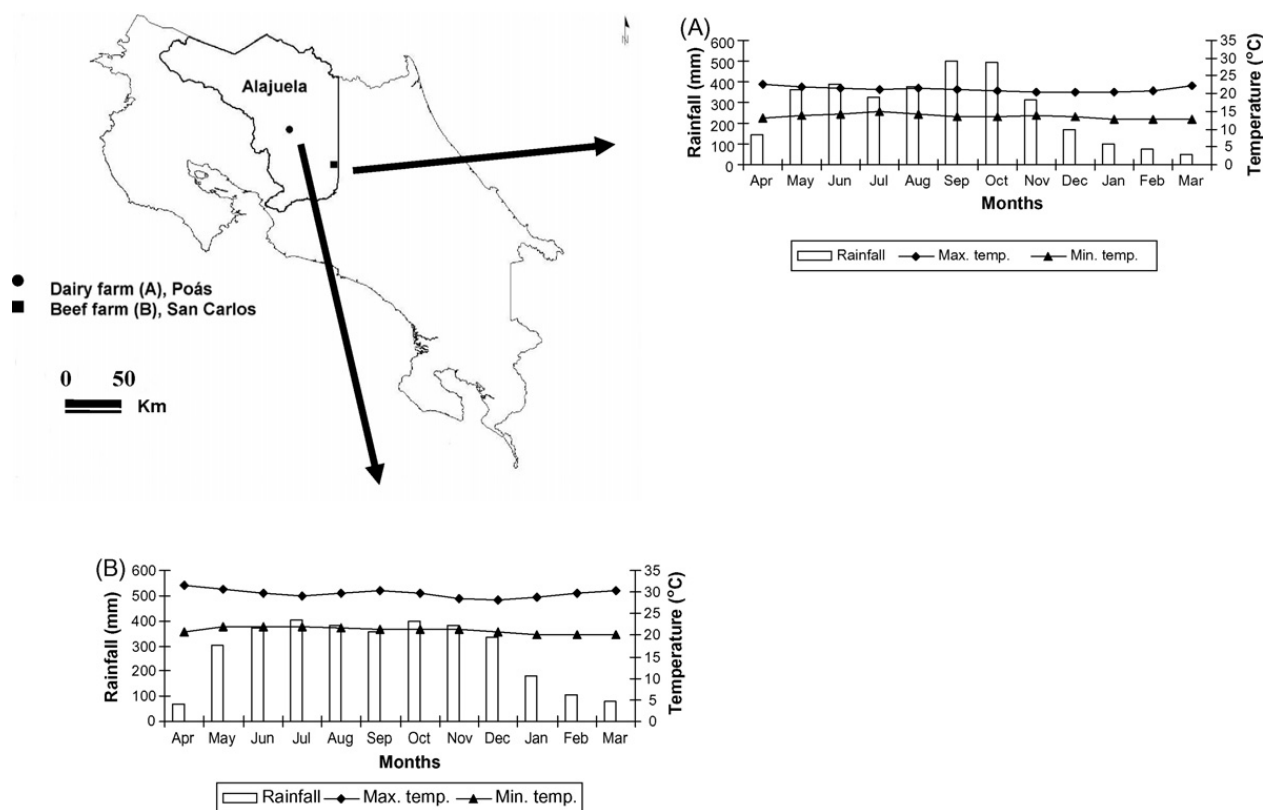 Alajuela
Dairy farm (A), Poás
Beef farm (B), San Carlos
0 50
Km
(A)
600
500
400
300
200
100
0
Rainfall (mm)
35
30
25
20
15
10
5
0
Temperature (°C)
Apr May Jun Jul Aug Sep Oct Nov Dec Jan Feb Mar
Months
Rainfall Max. temp. Min. temp.
(B)
600
500
400
300
200
100
0
Rainfall (mm)
35
30
25
20
15
10
5
0
Temperature (°C)
Apr May Jun Jul Aug Sep Oct Nov Dec Jan Feb Mar
Months
Rainfall Max. temp. Min. temp.